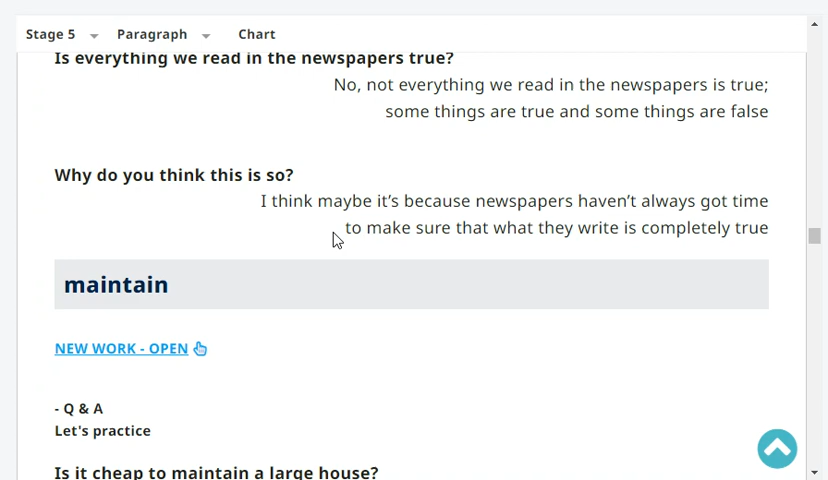 Stage 5 Paragraph Chart
Is everything we read in the newspapers true?
No, not everything we read in the newspapers is true;
some things are true and some things are false
Why do you think this is so?
I think maybe it’s because newspapers haven’t always got time
to make sure that what they write is completely true
maintain
NEW WORK - OPEN
- Q & A
Let's practice
Is it cheap to maintain a large house?